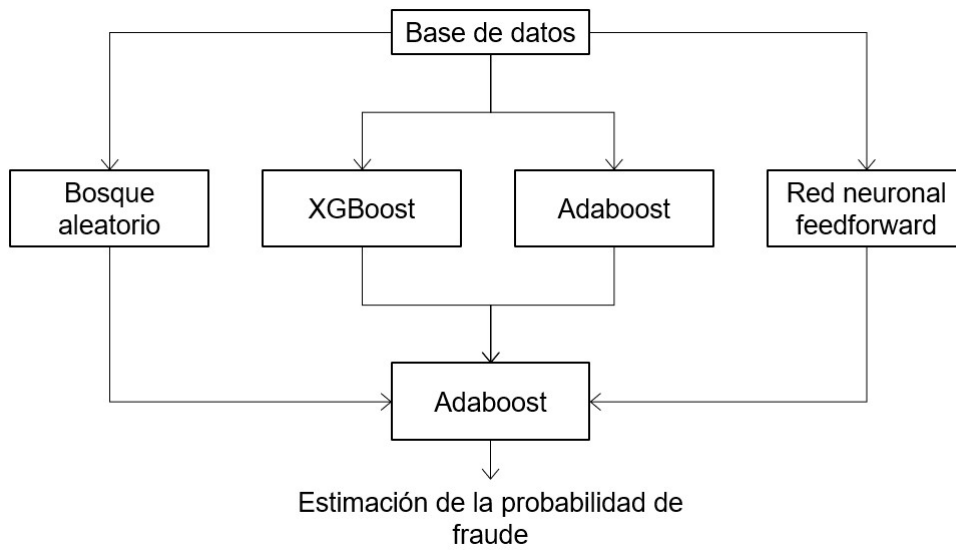 Base de datos
Bosque
aleatorio
XGBoost
Adaboost
Red neuronal
feedforward
Adaboost
Estimación de la probabilidad de
fraude